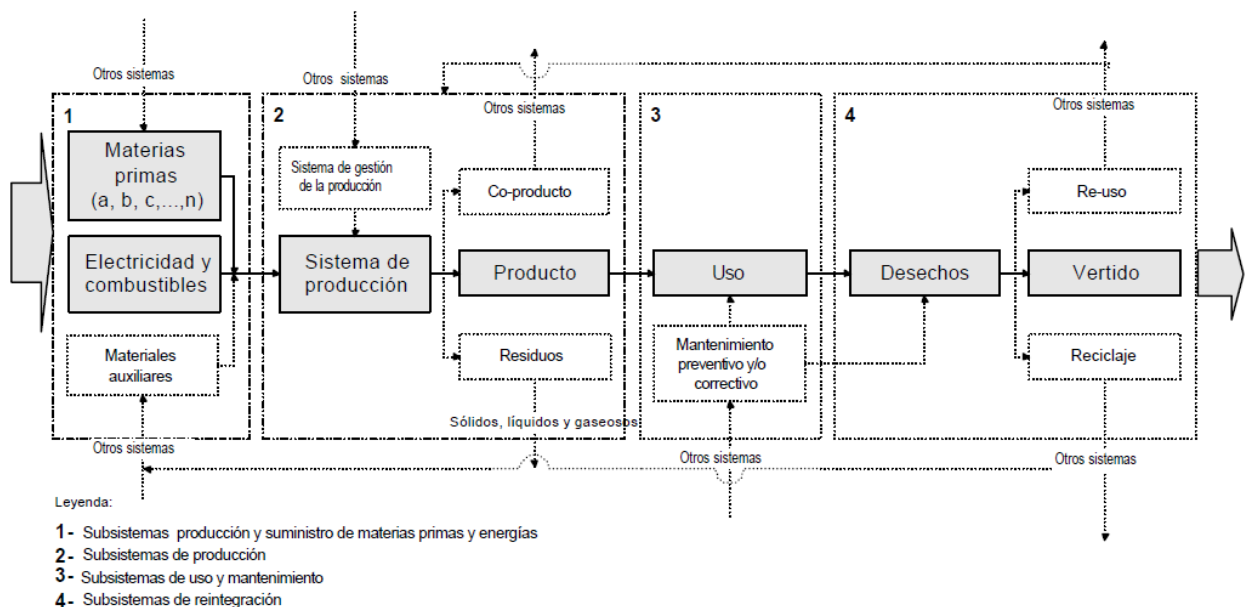 Otros sistemas
Otros sistemas
Otros sistemas
Otros sistemas
1
Materias
primas
(a, b, c,...,n)
Electricidad y
combustibles
Materiales
auxiliares
Otros sistemas
2
Sistema de gestión
de la producción
Sistema de
producción
Co-producto
Producto
Residuos
Sólidos, líquidos y gaseosos
3
Uso
Mantenimiento
preventivo y/o
correctivo
Otros sistemas
4
Desechos
Re-uso
Vertido
Reciclaje
Otros sistemas
Leyenda:
1- Subsistemas producción y suministro de materias primas y energías
2- Subsistemas de producción
3- Subsistemas de uso y mantenimiento
4- Subsistemas de reintegración